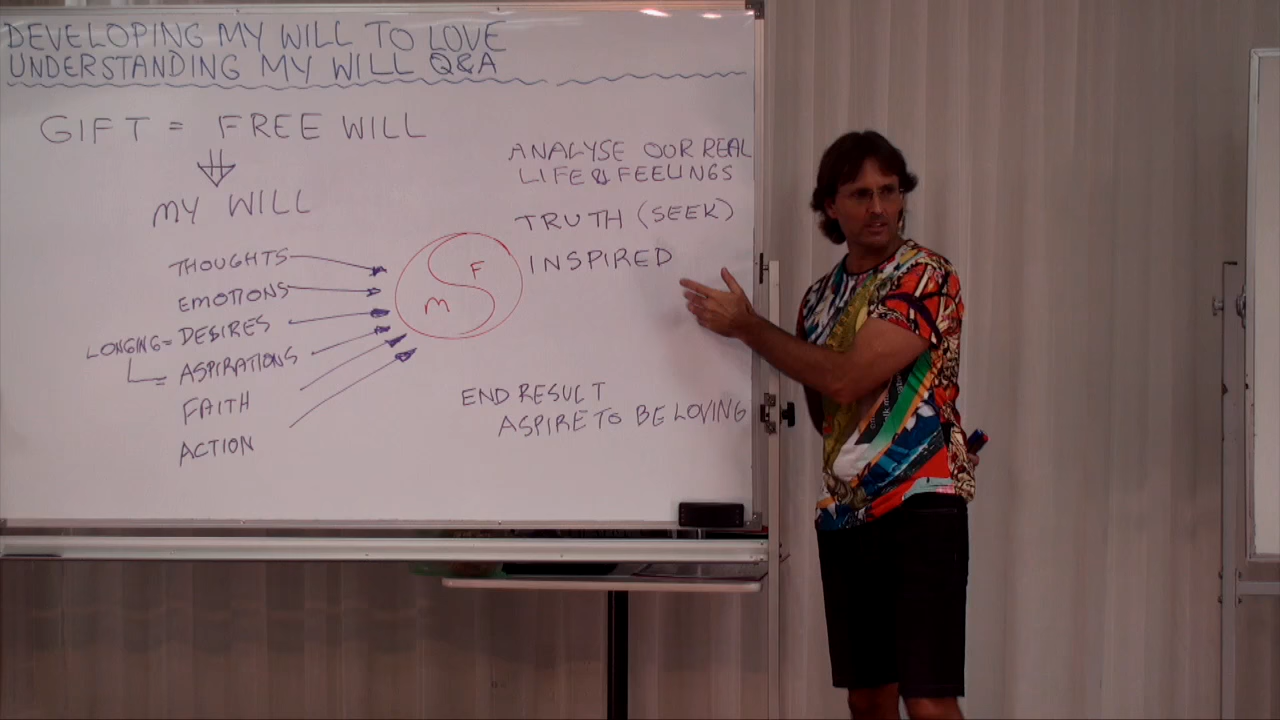 DEVELOPING MY WILL TO LOVE
UNDERSTANDING MY WILL Q&A
GIFT = FREE WILL
MY WILL
THOUGHTS
EMOTIONS
LONGING = DESIRES
= ASPIRATIONS
FAITH
ACTION
F
M
ANALYSE OUR REAL
LIFE & FEELINGS
TRUTH (SEEK)
INSPIRED
END RESULT
ASPIRE TO BE LOVING